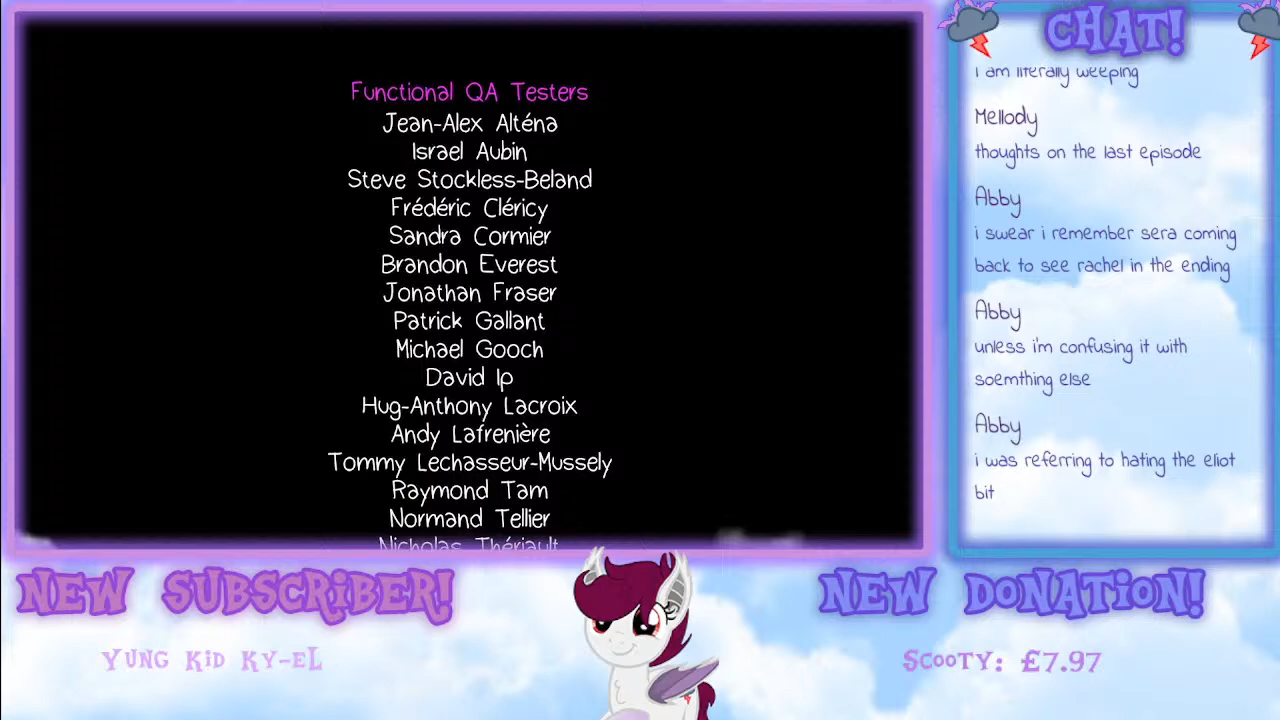 Functional QA Testers
Jean-Alex Alténa
Israel Aubin
Steve Stockless-Beland
Frédéric Cléricy
Sandra Cormier
Brandon Everest
Jonathan Fraser
Patrick Gallant
Michael Gooch
David Ip
Hug-Anthony Lacroix
Andy Lafrenière
Tommy Lechasseur-Mussely
Raymond Tam
Normand Tellier
Nicholas Thériault
CHAT!
i am literally weeping
Mellody
thoughts on the last episode
Abby
i swear i remember sera coming
back to see rachel in the ending
Abby
unless i'm confusing it with
soemthing else
Abby
i was referring to hating the eliot
bit
NEW SUBSCRIBER!
YUNG KID KY-EL
NEW DONATION!
SCOOTY: £7.97